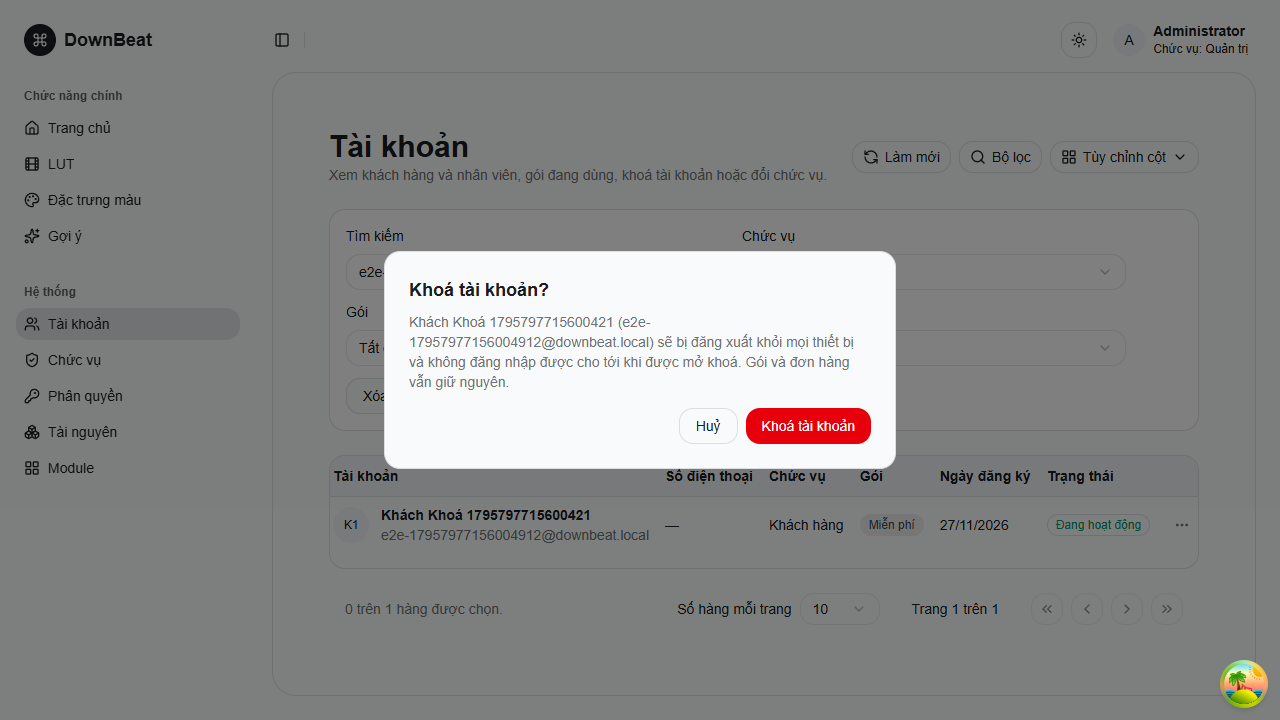 DownBeat
Administrator
A
Chức vụ: Quản trị
Chức năng chính
Trang chủ
LUT
Đặc trưng màu
Gợi ý
Hệ thống
Tài khoản
Chức vụ
Phân quyền
Tài nguyên
Module
Tài khoản
Xem khách hàng và nhân viên, gói đang dùng, khoá tài khoản hoặc đổi chức vụ.
Làm mới
Bộ lọc
Tùy chỉnh cột
Tìm kiếm
Chức vụ
e2e-
Gói
Khoá tài khoản?
Khách Khoá 1795797715600421 (e2e-
17957977156004912@downbeat.local) sẽ bị đăng xuất khỏi mọi thiết bị
và không đăng nhập được cho tới khi được mở khoá. Gói và đơn hàng
vẫn giữ nguyên.
Huỷ
Khoá tài khoản
Tài khoản Số điện thoại Chức vụ Gói Ngày đăng ký Trạng thái
K1
Khách Khoá 1795797715600421
e2e-17957977156004912@downbeat.local
— Khách hàng Miễn phí 27/11/2026 Đang hoạt động
0 trên 1 hàng được chọn.
Số hàng mỗi trang 10
Trang 1 trên 1